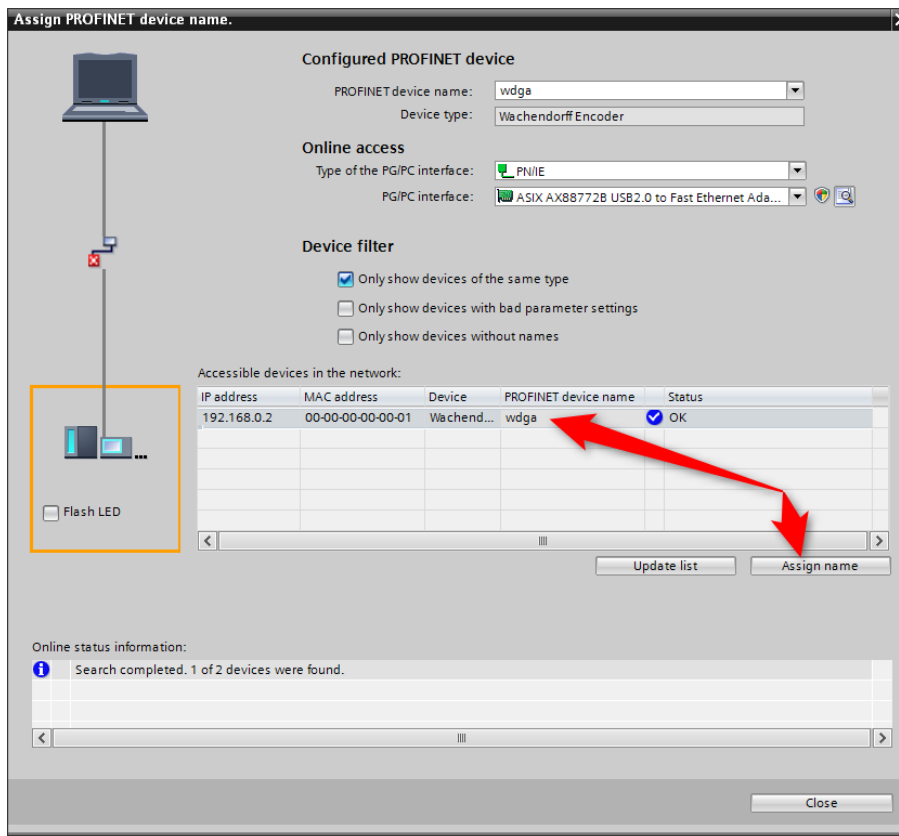 Assign PROFINET device name.
Configured PROFINET device
PROFINET device name: wdga
Device type: Wachendorff Encoder
Online access
Type of the PG/PC interface: PN/IE
PG/PC interface: ASIX AX88772B USB2.0 to Fast Ethernet Ada...
Device filter
Only show devices of the same type
Only show devices with bad parameter settings
Only show devices without names
Accessible devices in the network:
IP address MAC address Device PROFINET device name Status
192.168.0.2 00-00-00-00-00-01 Wachend... wdga OK
...
Flash LED
Update list Assign name
Online status information:
Search completed. 1 of 2 devices were found.
Close